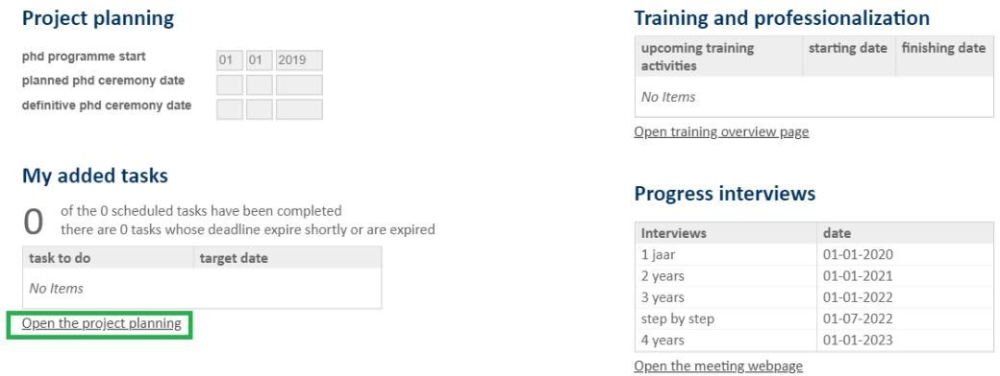 Project planning
phd programme start 01 01 2019
planned phd ceremony date
definitive phd ceremony date
My added tasks
0 of the 0 scheduled tasks have been completed
there are 0 tasks whose deadline expire shortly or are expired
task to do target date
No Items
Open the project planning
Training and professionalization
upcoming training activities starting date finishing date
No Items
Open training overview page
Progress interviews
Interviews date
1 jaar 01-01-2020
2 years 01-01-2021
3 years 01-01-2022
step by step 01-07-2022
4 years 01-01-2023
Open the meeting webpage